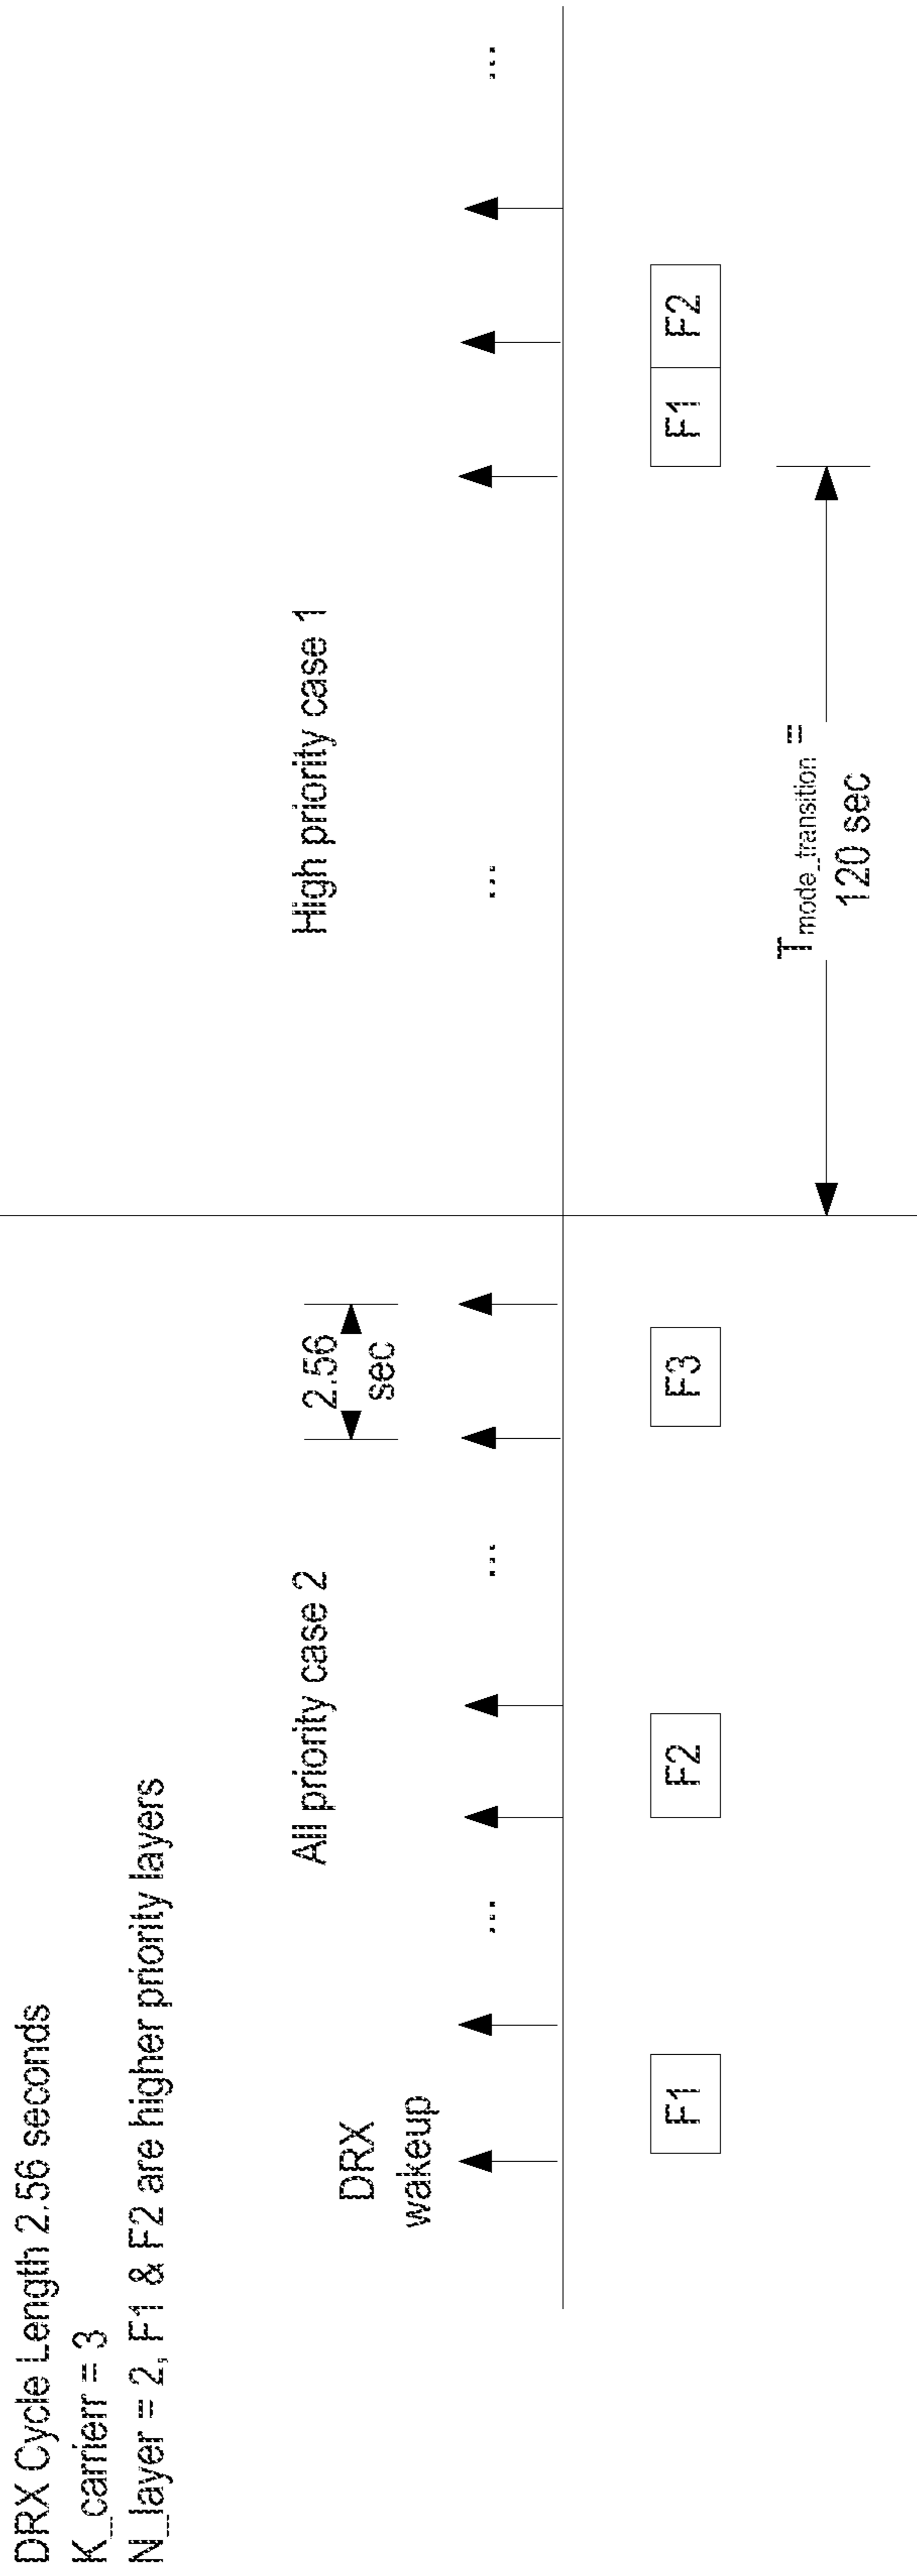 DRX Cycle Length 2.56 seconds
K_carrierr = 3
N_layer = 2, F1 & F2 are higher priority layers
All priority case 2
High priority case 1
DRX
wakeup
2.56
sec
...
...
...
...
F1
F2
F3
F1
F2
Tmode_transition =
120 sec